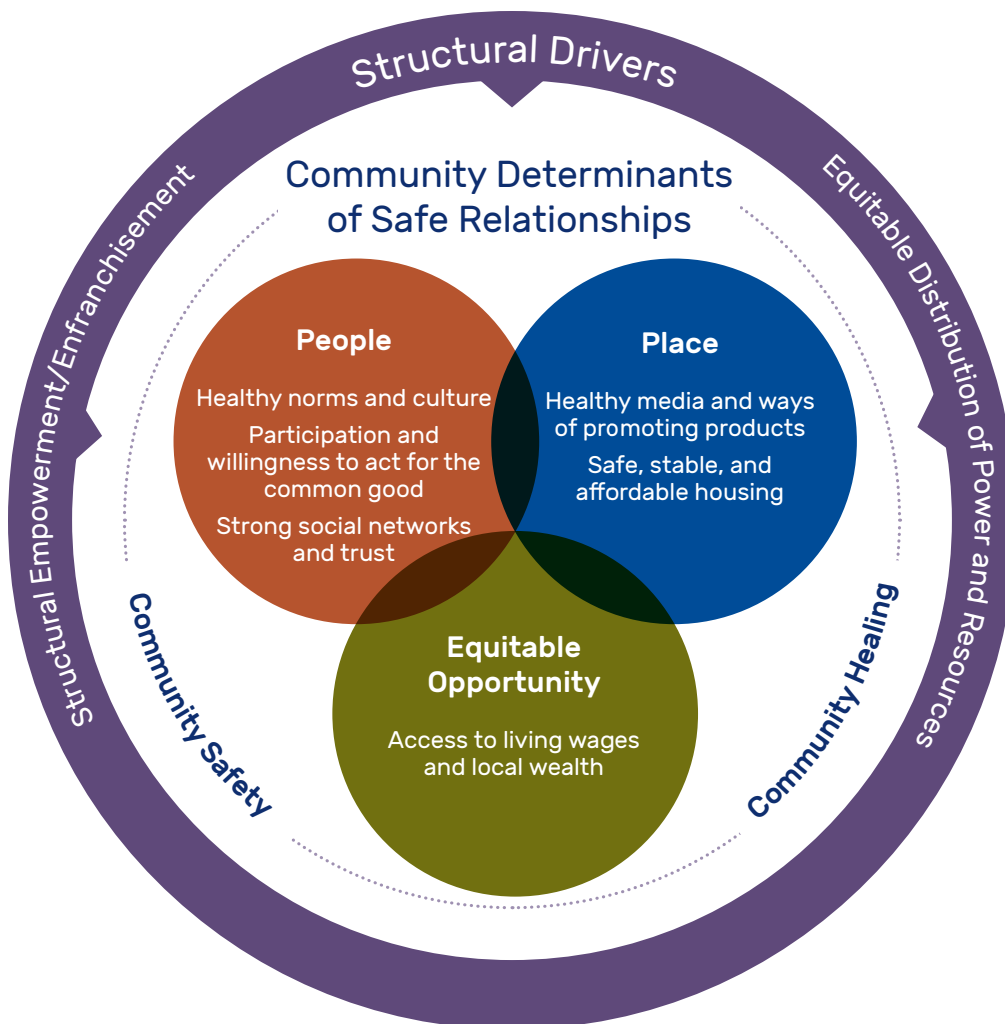 Structural Drivers
Structural Empowerment/Enfranchisement
Equitable Distribution of Power and Resources
Community Determinants
of Safe Relationships
People
Healthy norms and culture
Participation and
willingness to act for the
common good
Strong social networks
and trust
Place
Healthy media and ways
of promoting products
Safe, stable, and
affordable housing
Equitable
Opportunity
Access to living wages
and local wealth
Community Safety
Community Healing